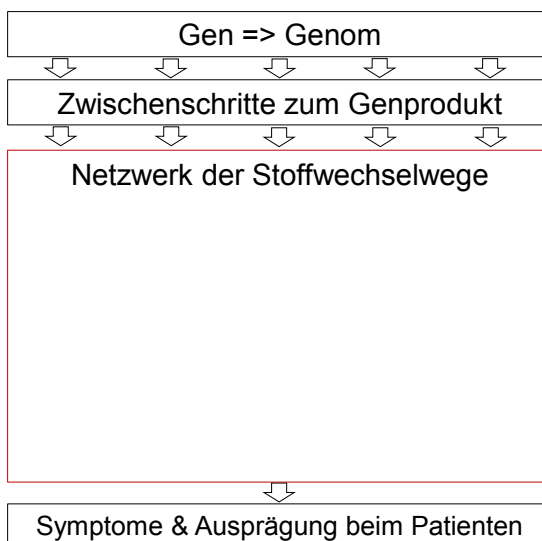 Gen => Genom
Zwischenschritte zum Genprodukt
Netzwerk der Stoffwechselwege
Symptome & Ausprägung beim Patienten